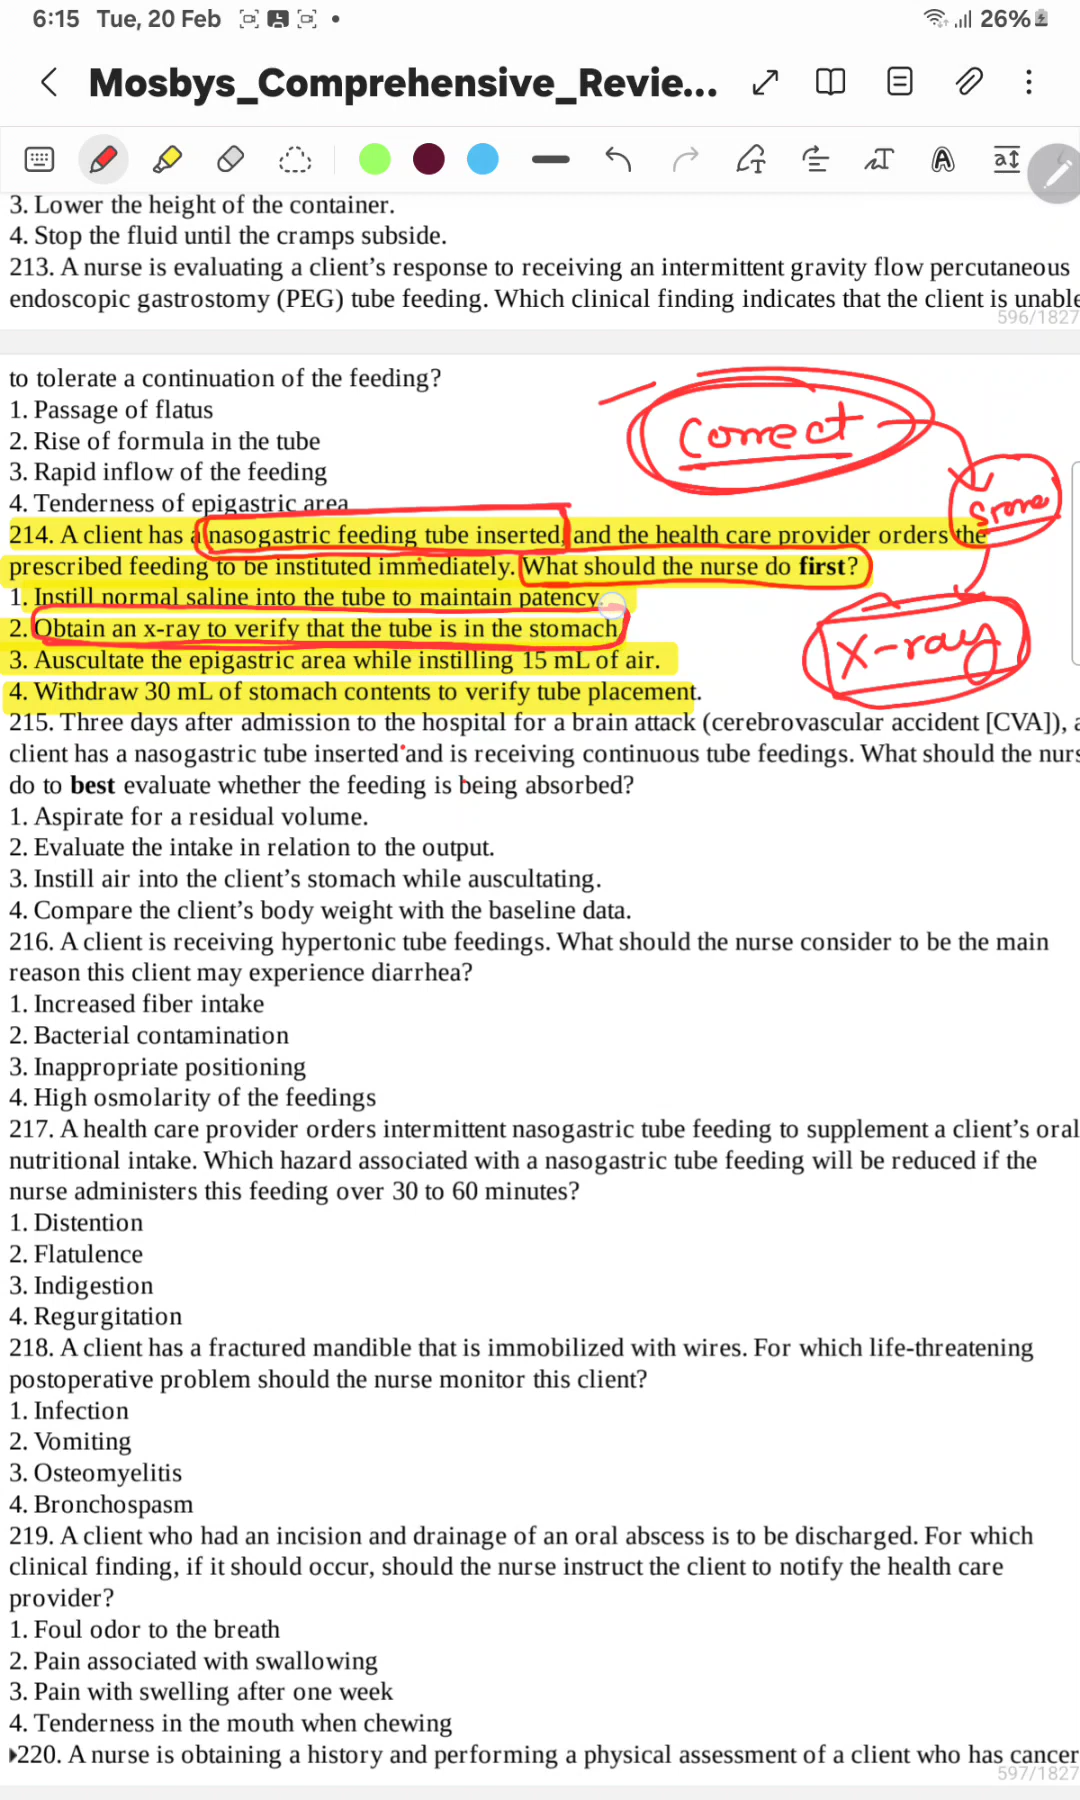 6:15 Tue, 20 Feb 26%
Mosbys_Comprehensive_Revie...
3. Lower the height of the container.
4. Stop the fluid until the cramps subside.
213. A nurse is evaluating a client’s response to receiving an intermittent gravity flow percutaneous
endoscopic gastrostomy (PEG) tube feeding. Which clinical finding indicates that the client is unable
596/1827
to tolerate a continuation of the feeding?
1. Passage of flatus
2. Rise of formula in the tube
3. Rapid inflow of the feeding
4. Tenderness of epigastric area
Correct
214. A client has a nasogastric feeding tube inserted, and the health care provider orders the
prescribed feeding to be instituted immediately. What should the nurse do first?
1. Instill normal saline into the tube to maintain patency.
2. Obtain an x-ray to verify that the tube is in the stomach.
X-ray
3. Auscultate the epigastric area while instilling 15 mL of air.
4. Withdraw 30 mL of stomach contents to verify tube placement.
215. Three days after admission to the hospital for a brain attack (cerebrovascular accident [CVA]), a
client has a nasogastric tube inserted and is receiving continuous tube feedings. What should the nurs
do to best evaluate whether the feeding is being absorbed?
1. Aspirate for a residual volume.
2. Evaluate the intake in relation to the output.
3. Instill air into the client’s stomach while auscultating.
4. Compare the client’s body weight with the baseline data.
216. A client is receiving hypertonic tube feedings. What should the nurse consider to be the main
reason this client may experience diarrhea?
1. Increased fiber intake
2. Bacterial contamination
3. Inappropriate positioning
4. High osmolarity of the feedings
217. A health care provider orders intermittent nasogastric tube feeding to supplement a client’s oral
nutritional intake. Which hazard associated with a nasogastric tube feeding will be reduced if the
nurse administers this feeding over 30 to 60 minutes?
1. Distention
2. Flatulence
3. Indigestion
4. Regurgitation
218. A client has a fractured mandible that is immobilized with wires. For which life-threatening
postoperative problem should the nurse monitor this client?
1. Infection
2. Vomiting
3. Osteomyelitis
4. Bronchospasm
219. A client who had an incision and drainage of an oral abscess is to be discharged. For which
clinical finding, if it should occur, should the nurse instruct the client to notify the health care
provider?
1. Foul odor to the breath
2. Pain associated with swallowing
3. Pain with swelling after one week
4. Tenderness in the mouth when chewing
220. A nurse is obtaining a history and performing a physical assessment of a client who has cancer
597/1827